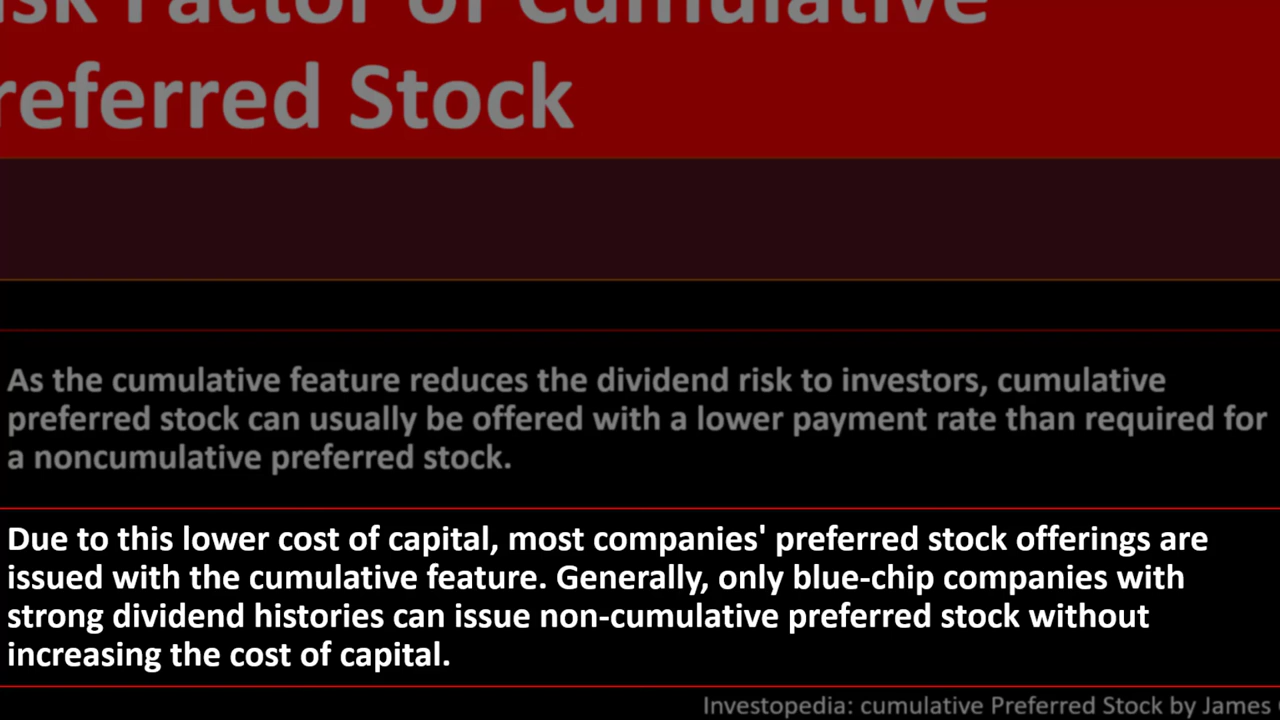 isk Factor of Cumulative
referred Stock
As the cumulative feature reduces the dividend risk to investors, cumulative
preferred stock can usually be offered with a lower payment rate than required for
a noncumulative preferred stock.
Due to this lower cost of capital, most companies' preferred stock offerings are
issued with the cumulative feature. Generally, only blue-chip companies with
strong dividend histories can issue non-cumulative preferred stock without
increasing the cost of capital.
Investopedia: cumulative Preferred Stock by James